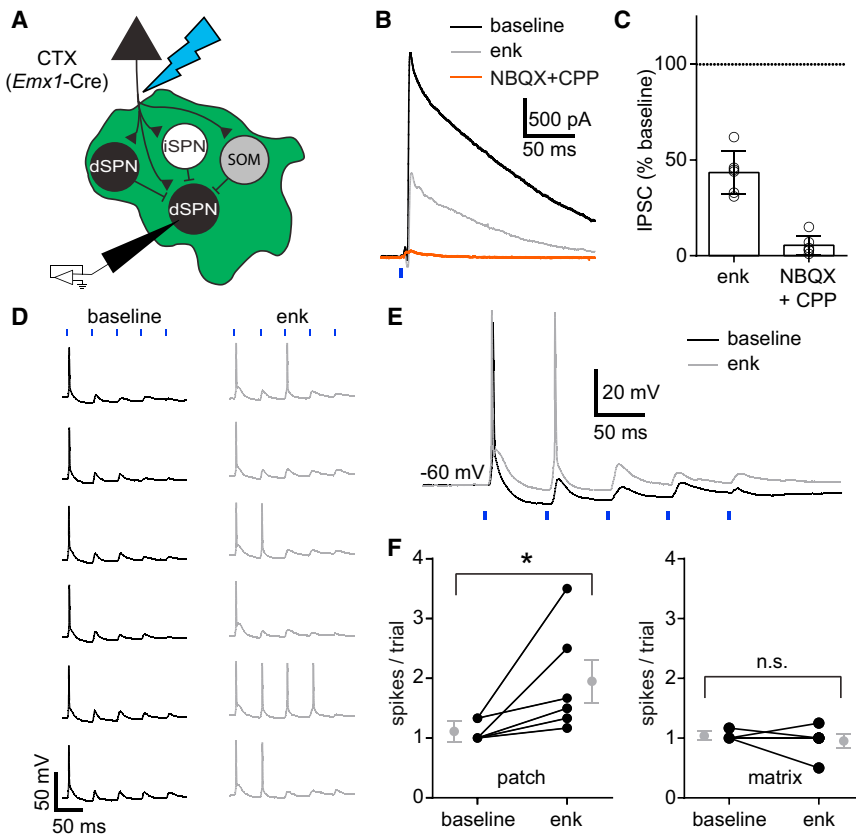 A
CTX
(Emx1-Cre)
dSPN
iSPN
SOM
dSPN
B
baseline
enk
NBQX+CPP
500 pA
50 ms
C
IPSC (% baseline)
100
50
0
enk
NBQX
+ CPP
D
baseline
enk
50 mV
50 ms
E
baseline
enk
20 mV
50 ms
-60 mV
F
spikes / trial
4
3
2
1
0
*
patch
baseline
enk
spikes / trial
4
3
2
1
0
n.s.
matrix
baseline
enk